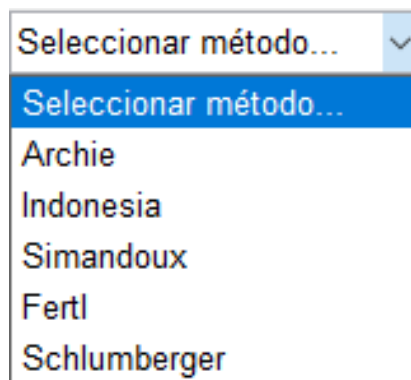 Seleccionar método...
Seleccionar método...
Archie
Indonesia
Simandoux
Fertl
Schlumberger